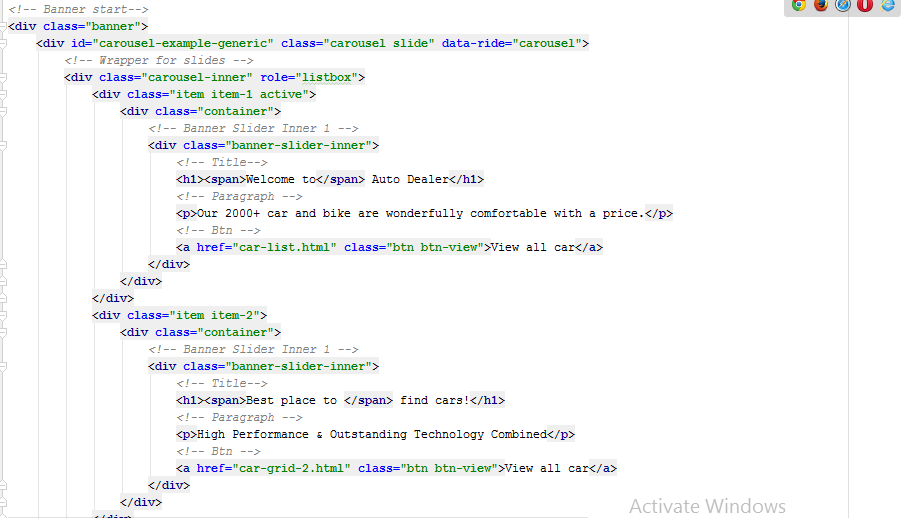 <!-- Banner start-->
<div class="banner">
<div id="carousel-example-generic" class="carousel slide" data-ride="carousel">
<!-- Wrapper for slides -->
<div class="carousel-inner" role="listbox">
<div class="item item-1 active">
<div class="container">
<!-- Banner Slider Inner 1 -->
<div class="banner-slider-inner">
<!-- Title-->
<h1><span>Welcome to</span> Auto Dealer</h1>
<!-- Paragraph -->
<p>Our 2000+ car and bike are wonderfully comfortable with a price.</p>
<!-- Btn -->
<a href="car-list.html" class="btn btn-view">View all car</a>
</div>
</div>
</div>
<div class="item item-2">
<div class="container">
<!-- Banner Slider Inner 1 -->
<div class="banner-slider-inner">
<!-- Title-->
<h1><span>Best place to </span> find cars!</h1>
<!-- Paragraph -->
<p>High Performance & Outstanding Technology Combined</p>
<!-- Btn -->
<a href="car-grid-2.html" class="btn btn-view">View all car</a>
</div>
</div>
</div>
Activate Windows